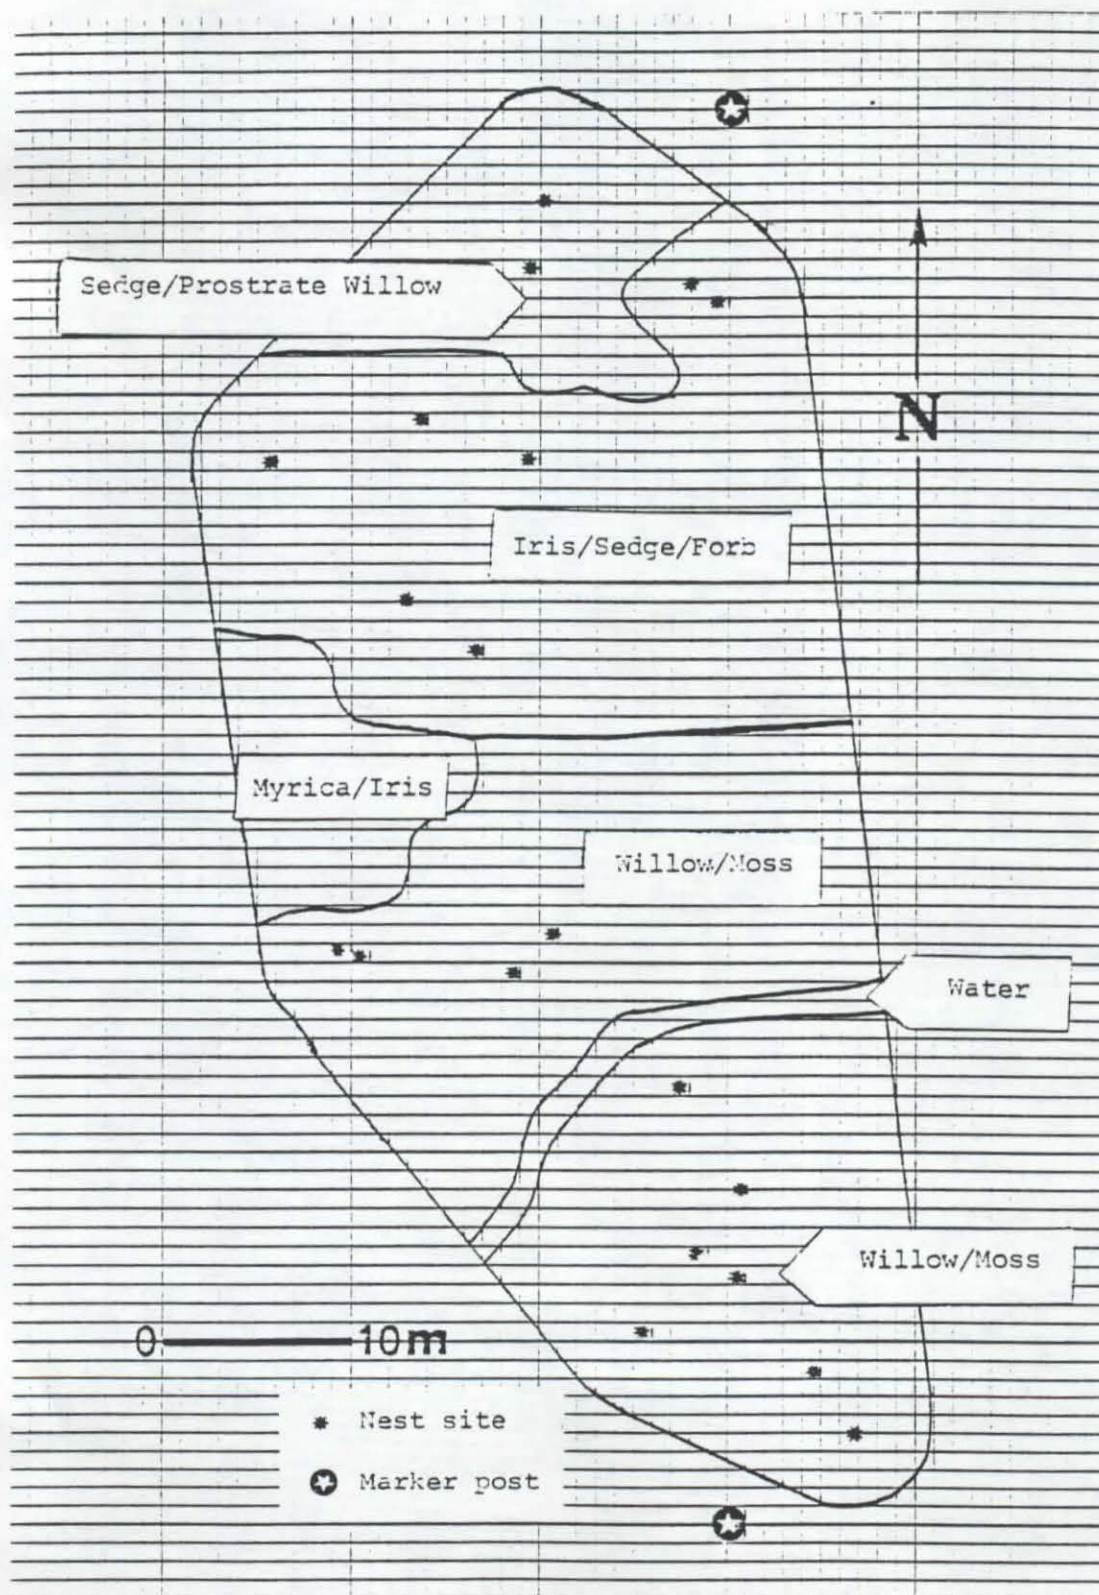 Sedge/Prostrate Willow
N
Iris/Sedge/Forb
Myrica/Iris
Willow/Moss
Water
Willow/Moss
0 10m
Nest site
Marker post